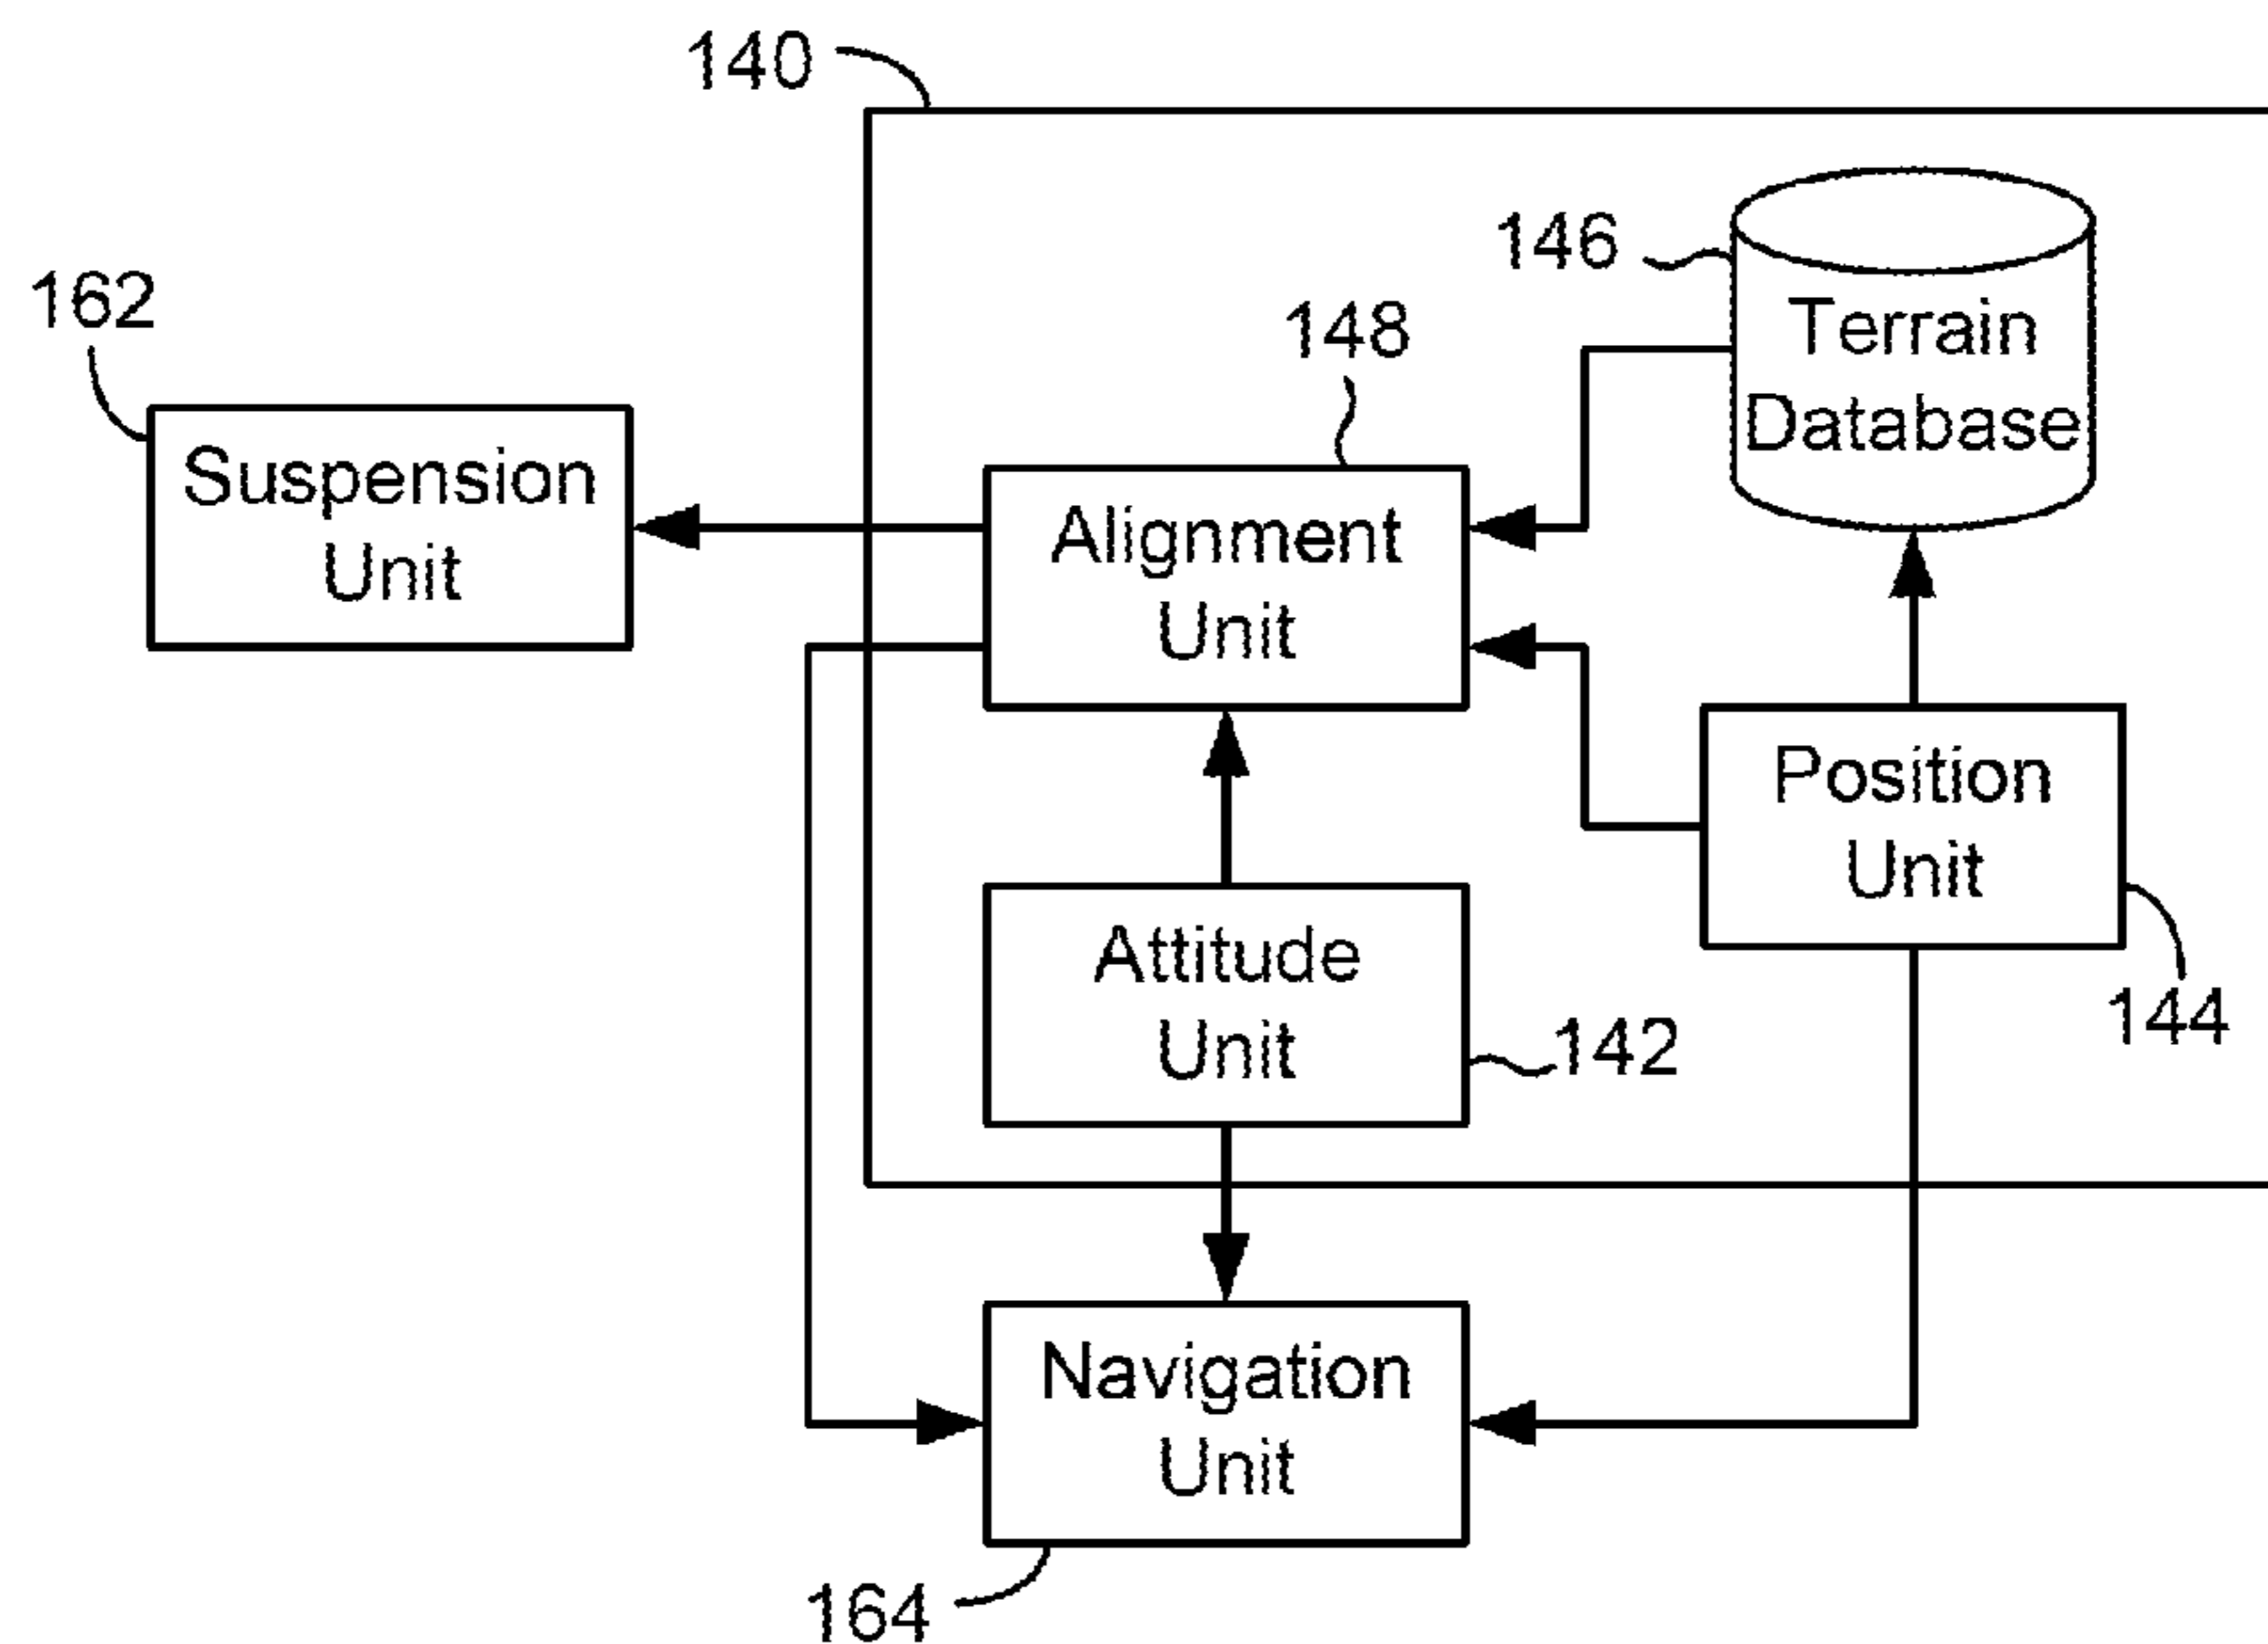 140
146
Terrain
Database
162
148
Suspension
Unit
Alignment
Unit
Position
Unit
144
Attitude
Unit
142
Navigation
Unit
164